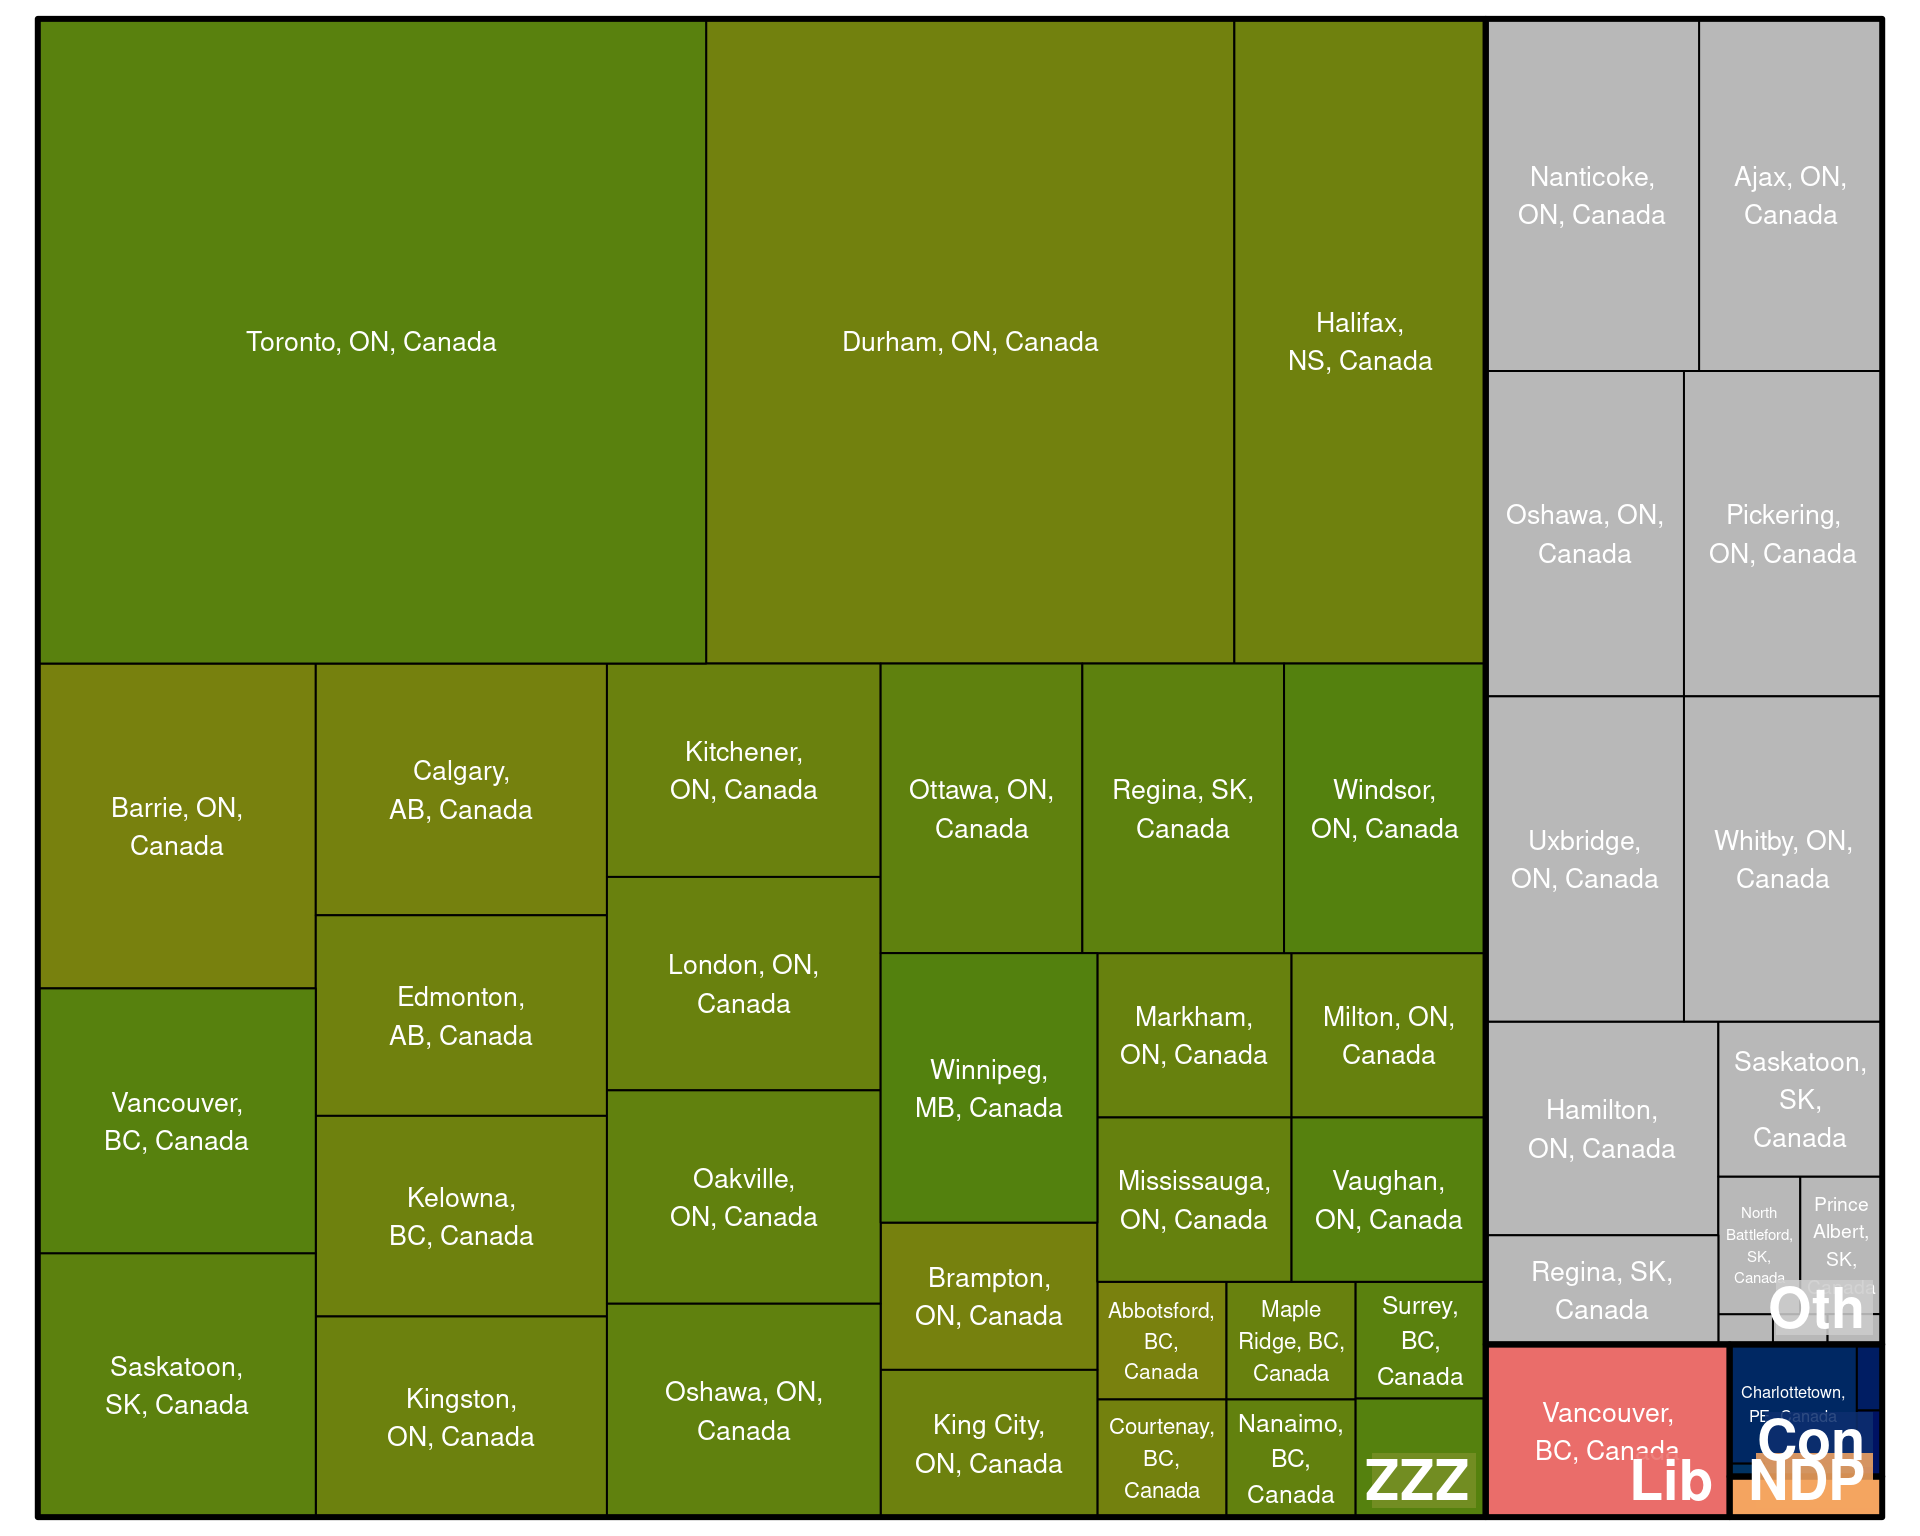 Toronto, ON, Canada
Durham, ON, Canada
Halifax,
NS, Canada
Barrie, ON,
Canada
Vancouver,
BC, Canada
Saskatoon,
SK, Canada
Calgary,
AB, Canada
Edmonton,
AB, Canada
Kelowna,
BC, Canada
Kingston,
ON, Canada
Kitchener,
ON, Canada
London, ON,
Canada
Oakville,
ON, Canada
Oshawa, ON,
Canada
Ottawa, ON,
Canada
Regina, SK,
Canada
Windsor,
ON, Canada
Winnipeg,
MB, Canada
Brampton,
ON, Canada
King City,
ON, Canada
Markham,
ON, Canada
Milton, ON,
Canada
Mississauga,
ON, Canada
Vaughan,
ON, Canada
Abbotsford,
BC,
Canada
Courtenay,
BC,
Canada
Maple
Ridge, BC,
Canada
Nanaimo,
BC,
Canada
Surrey,
BC,
Canada
ZZZ
Nanticoke,
ON, Canada
Ajax, ON,
Canada
Oshawa, ON,
Canada
Pickering,
ON, Canada
Uxbridge,
ON, Canada
Whitby, ON,
Canada
Hamilton,
ON, Canada
Regina, SK,
Canada
Saskatoon,
SK,
Canada
North
Battleford,
SK,
Canada
Prince
Albert,
SK,
Canada
Oth
Vancouver,
BC, Canada
Lib
Charlottetown,
PE, Canada
Con
NDP